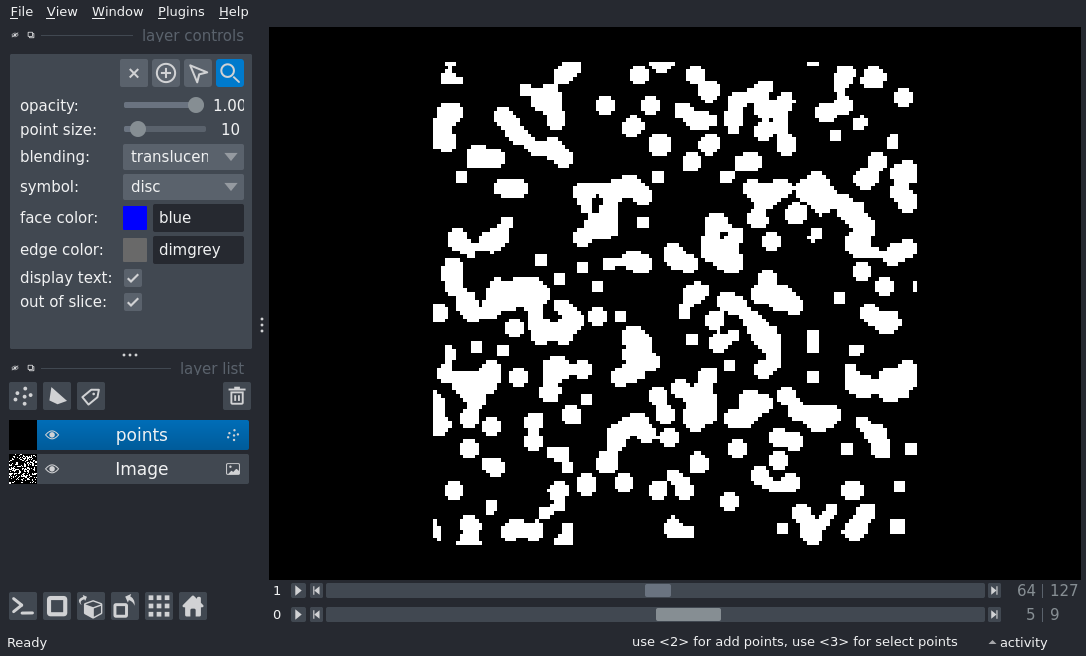 File View Window Plugins Help
layer controls
opacity: 1.00
point size: 10
blending: translucen
symbol: disc
face color: blue
edge color: dimgrey
display text:
out of slice:
layer list
points
Image
1 64 | 127
0 5 | 9
Ready use <2> for add points, use <3> for select points activity